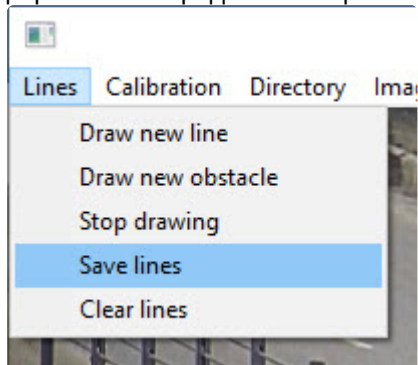 Lines Calibration Directory
Draw new line
Draw new obstacle
Stop drawing
Save lines
Clear lines